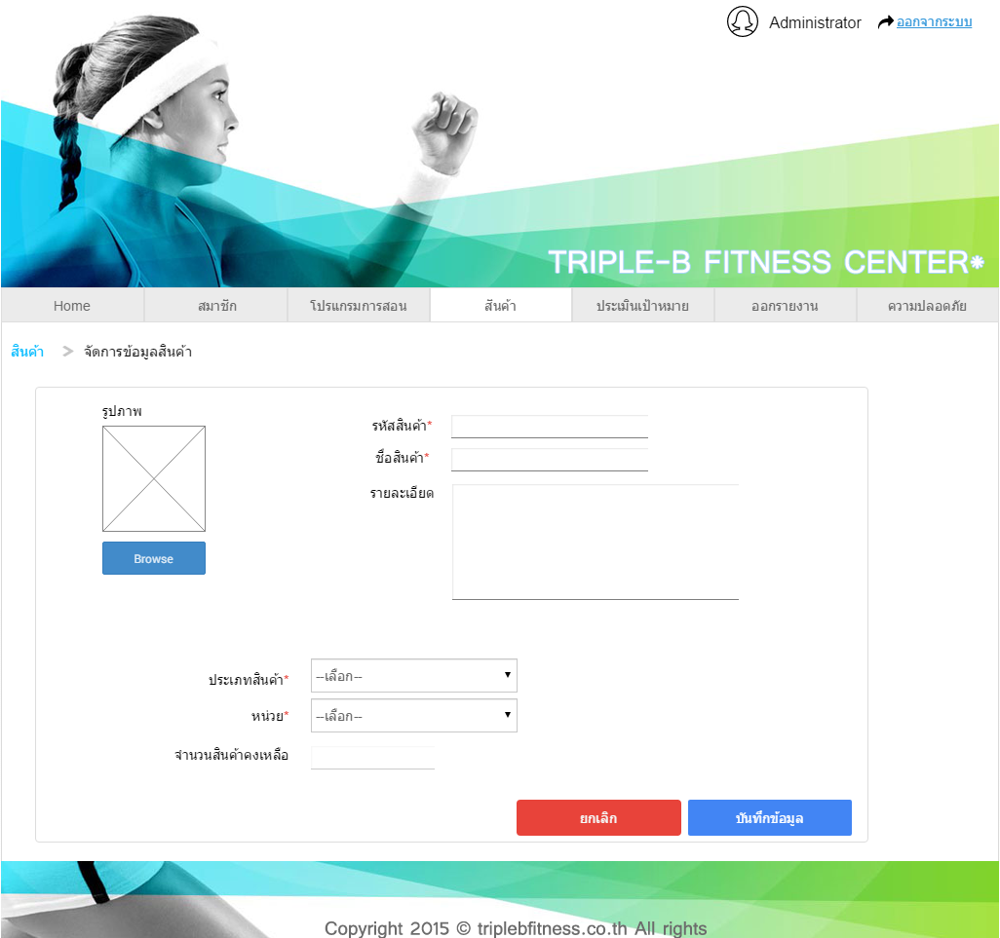 Administrator ออกจากระบบ
TRIPLE-B FITNESS CENTER
Home สมาชิก โปรแกรมการสอน สินค้า ประเมินเป้าหมาย ออกรายงาน ความปลอดภัย
สินค้า > จัดการข้อมูลสินค้า
รูปภาพ
Browse
รหัสสินค้า*
ชื่อสินค้า*
รายละเอียด
ประเภทสินค้า* --เลือก--
หน่วย* --เลือก--
จำนวนสินค้าคงเหลือ
ยกเลิก บันทึกข้อมูล
Copyright 2015 © triplebfitness.co.th All rights